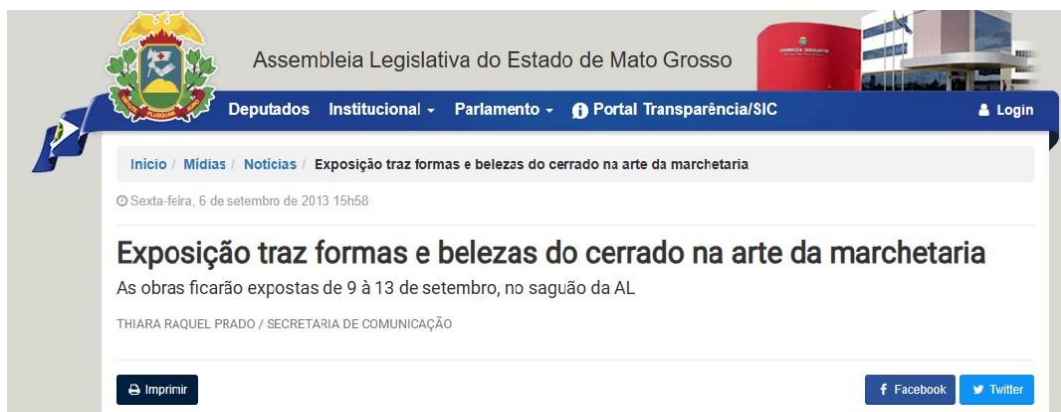 Assembleia Legislativa do Estado de Mato Grosso
Deputados Institucional Parlamento Portal Transparência/SIC Login
Início / Mídias / Notícias / Exposição traz formas e belezas do cerrado na arte da marchetaria
Sexta-feira, 6 de setembro de 2013 15h58
Exposição traz formas e belezas do cerrado na arte da marchetaria
As obras ficarão expostas de 9 à 13 de setembro, no saguão da AL
THIARA RAQUEL PRADO / SECRETARIA DE COMUNICAÇÃO
Imprimir Facebook Twitter